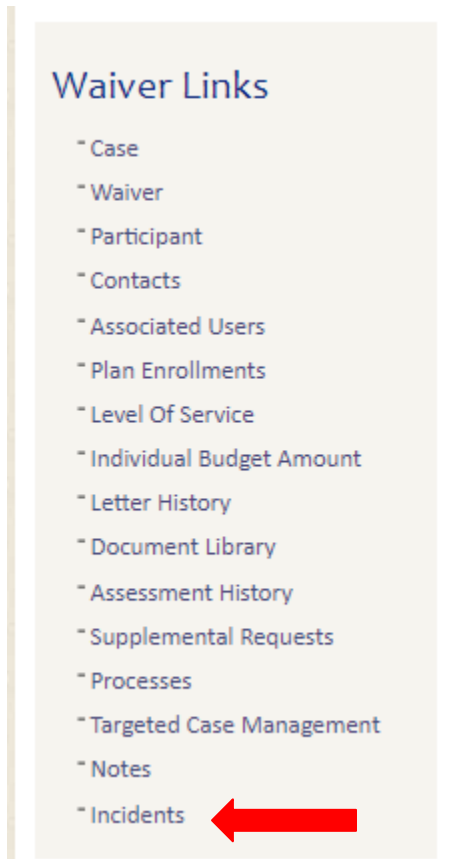 Waiver Links
Case
Waiver
Participant
Contacts
Associated Users
Plan Enrollments
Level Of Service
Individual Budget Amount
Letter History
Document Library
Assessment History
Supplemental Requests
Processes
Targeted Case Management
Notes
Incidents